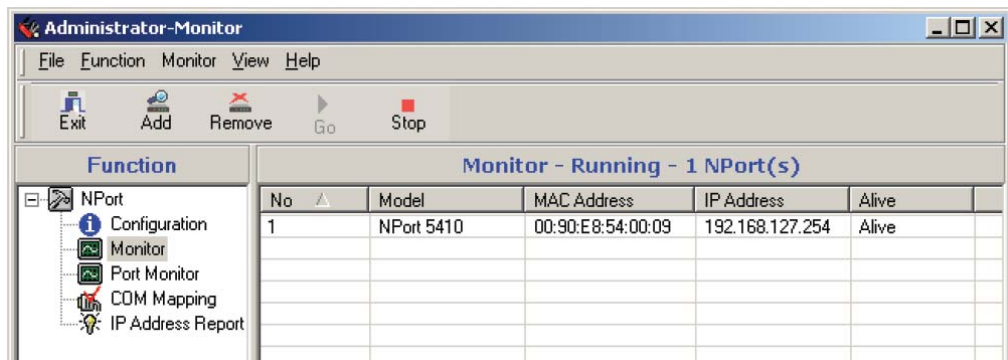 Administrator-Monitor
File Function Monitor View Help
Exit Add Remove Go Stop
Function
Monitor - Running - 1 NPort(s)
NPort
Configuration
Monitor
Port Monitor
COM Mapping
IP Address Report
No Model MAC Address IP Address Alive
1 NPort 5410 00:90:E8:54:00:09 192.168.127.254 Alive